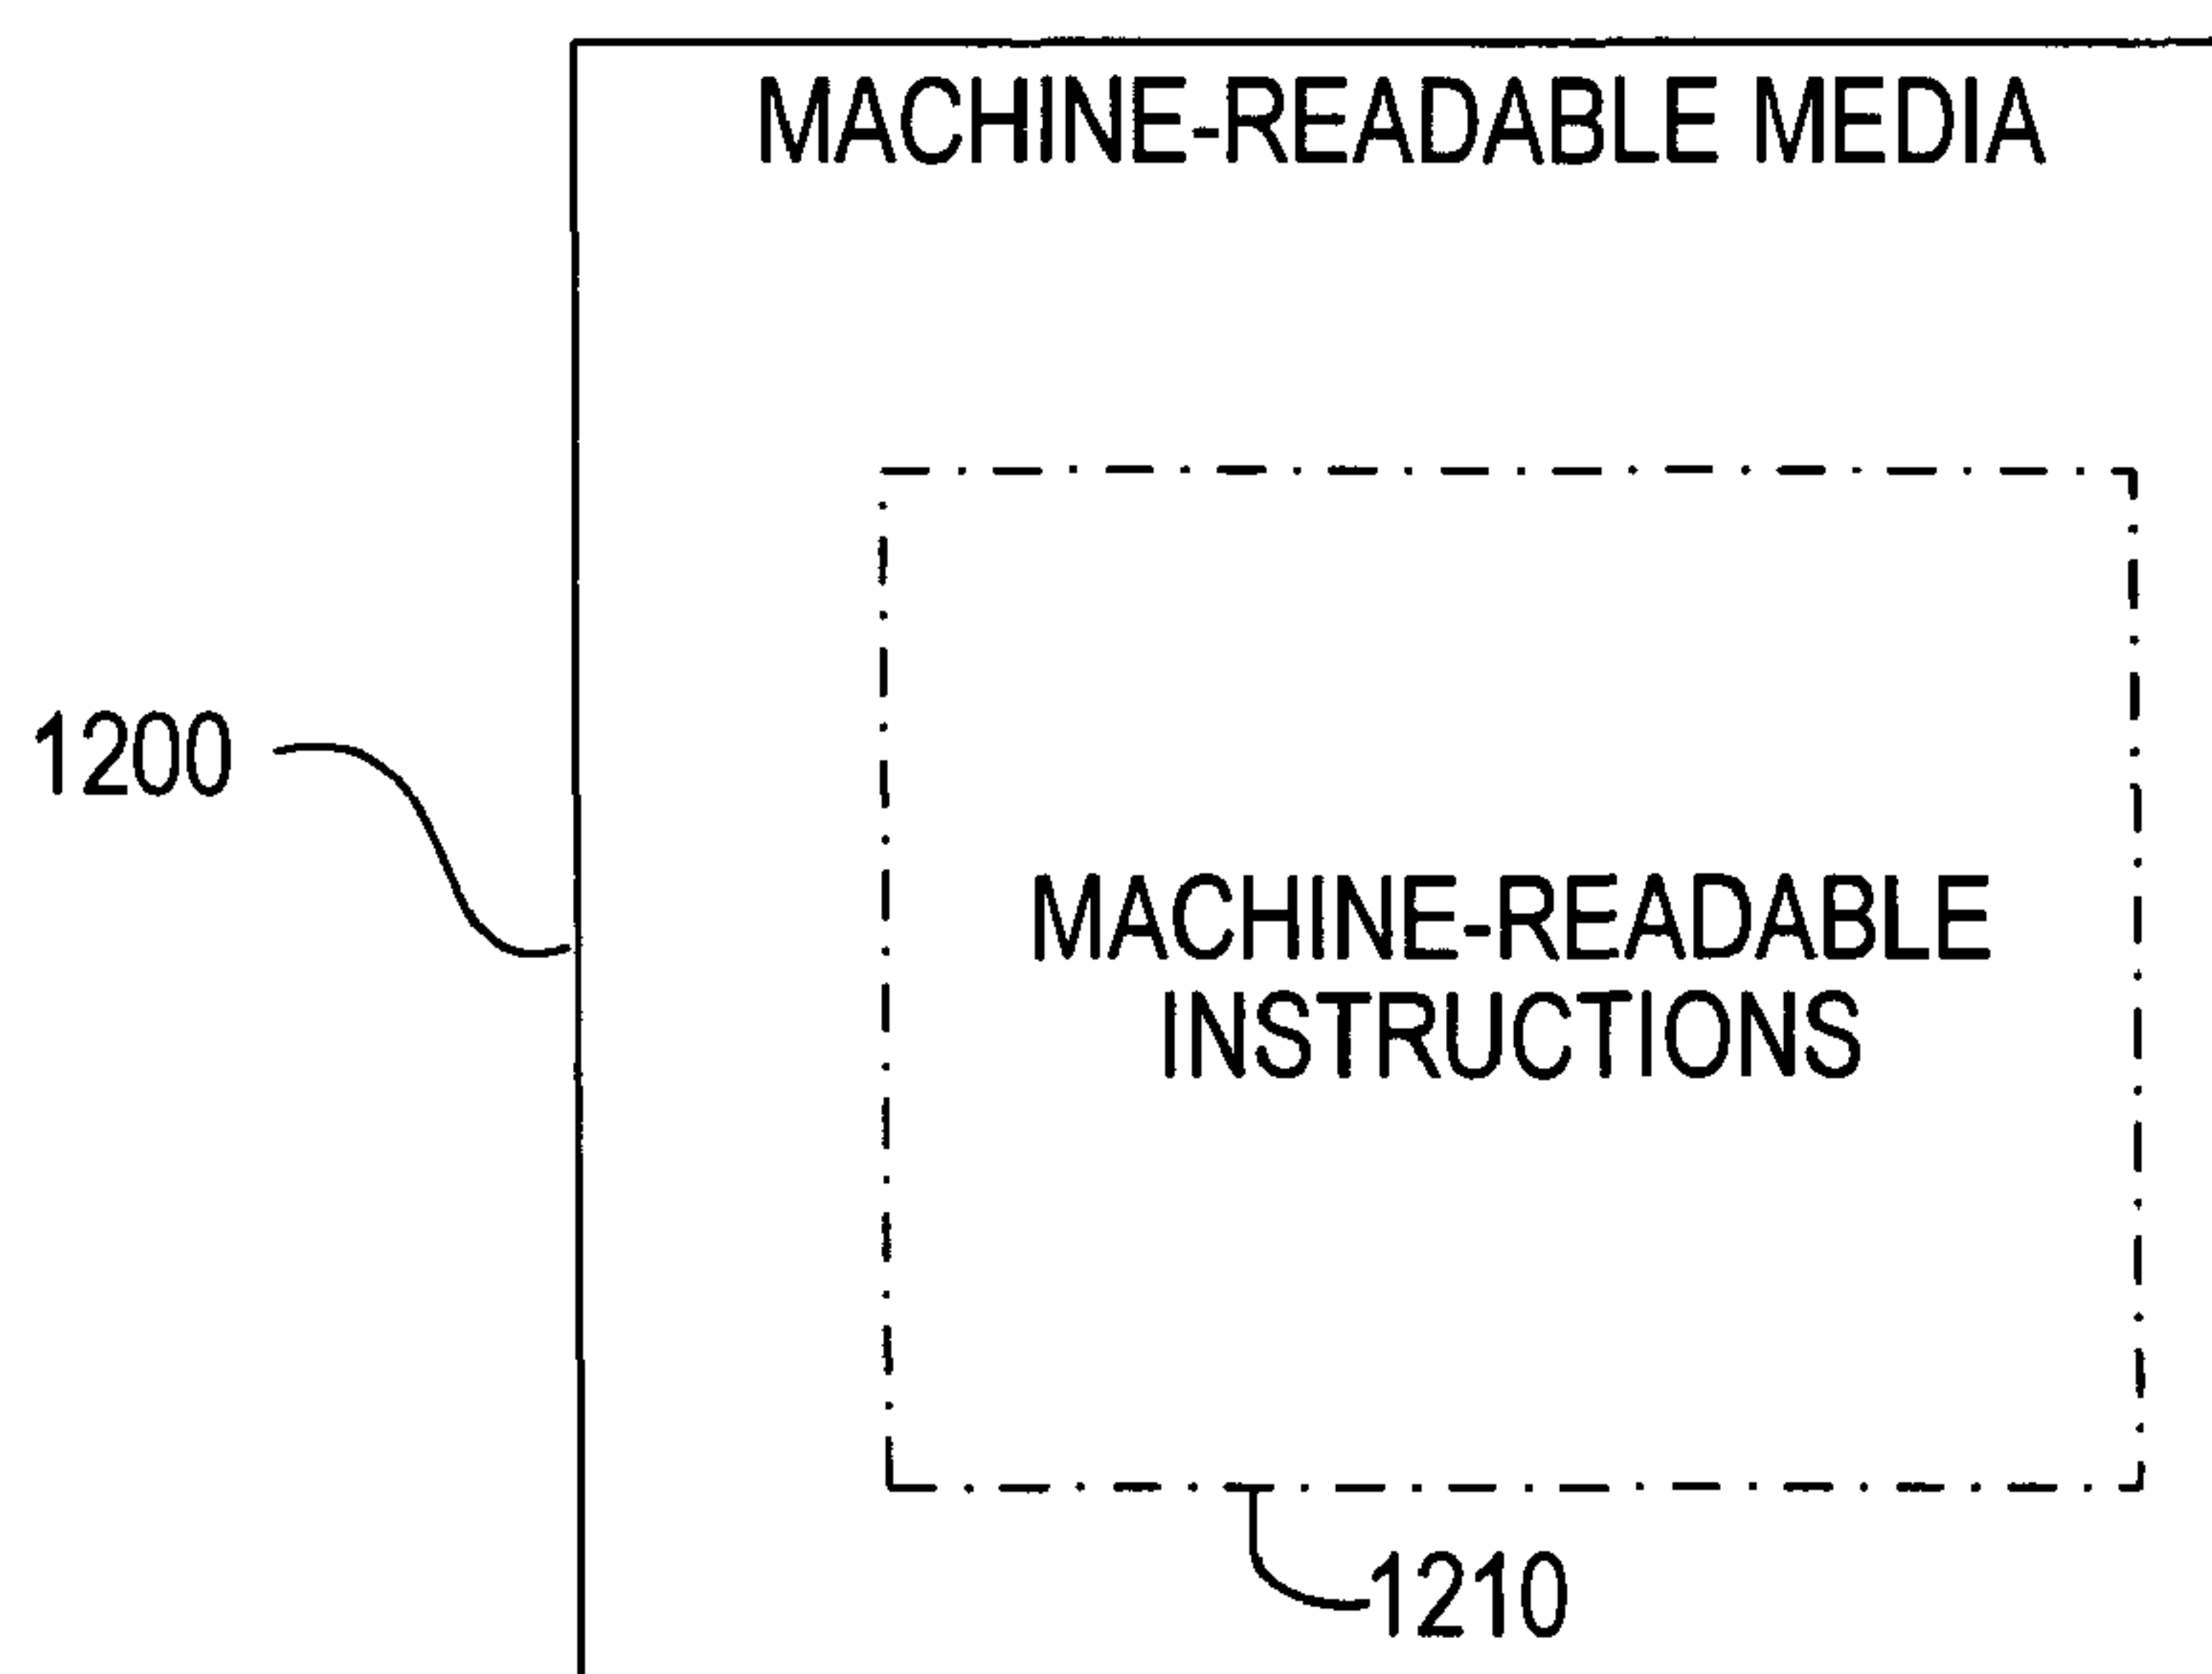 MACHINE-READABLE MEDIA
1200
MACHINE-READABLE
INSTRUCTIONS
1210